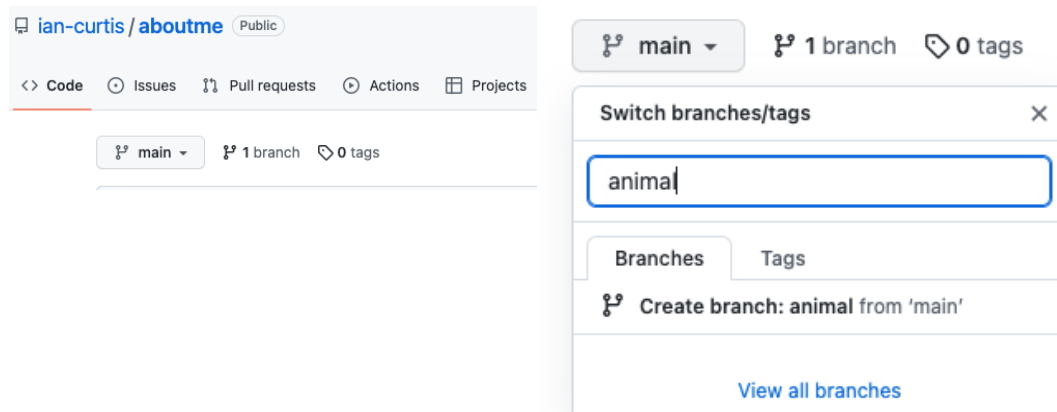 ian-curtis / aboutme Public
Code Issues Pull requests Actions Projects
main 1 branch 0 tags
main 1 branch 0 tags
Switch branches/tags
animal
Branches Tags
Create branch: animal from ‘main’
View all branches